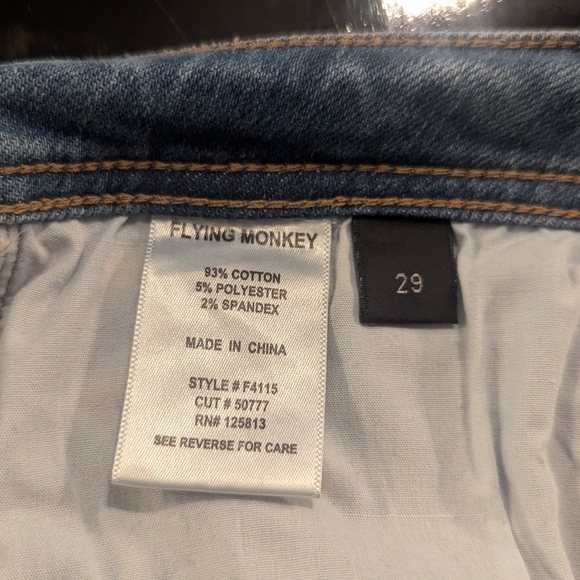 FLYING MONKEY
93% COTTON
5% POLYESTER
2% SPANDEX
MADE IN CHINA
STYLE # F4115
CUT # 50777
RN# 125813
SEE REVERSE FOR CARE
29